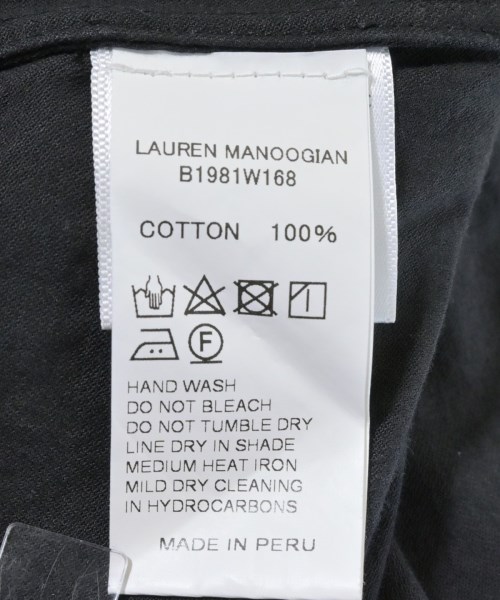 LAUREN MANOOGIAN
B1981W168
COTTON 100%
F
HAND WASH
DO NOT BLEACH
DO NOT TUMBLE DRY
LINE DRY IN SHADE
MEDIUM HEAT IRON
MILD DRY CLEANING
IN HYDROCARBONS
MADE IN PERU